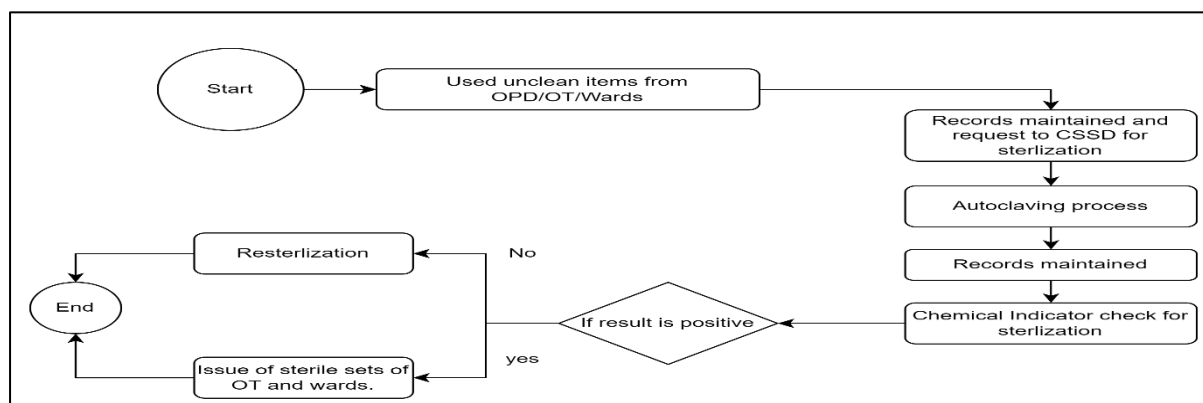 Start
Used unclean items from
OPD/OT/Wards
Records maintained and
request to CSSD for
sterlization
Autoclaving process
Records maintained
Chemical Indicator check for
sterlization
If result is positive
No
Resterlization
yes
Issue of sterile sets of
OT and wards.
End